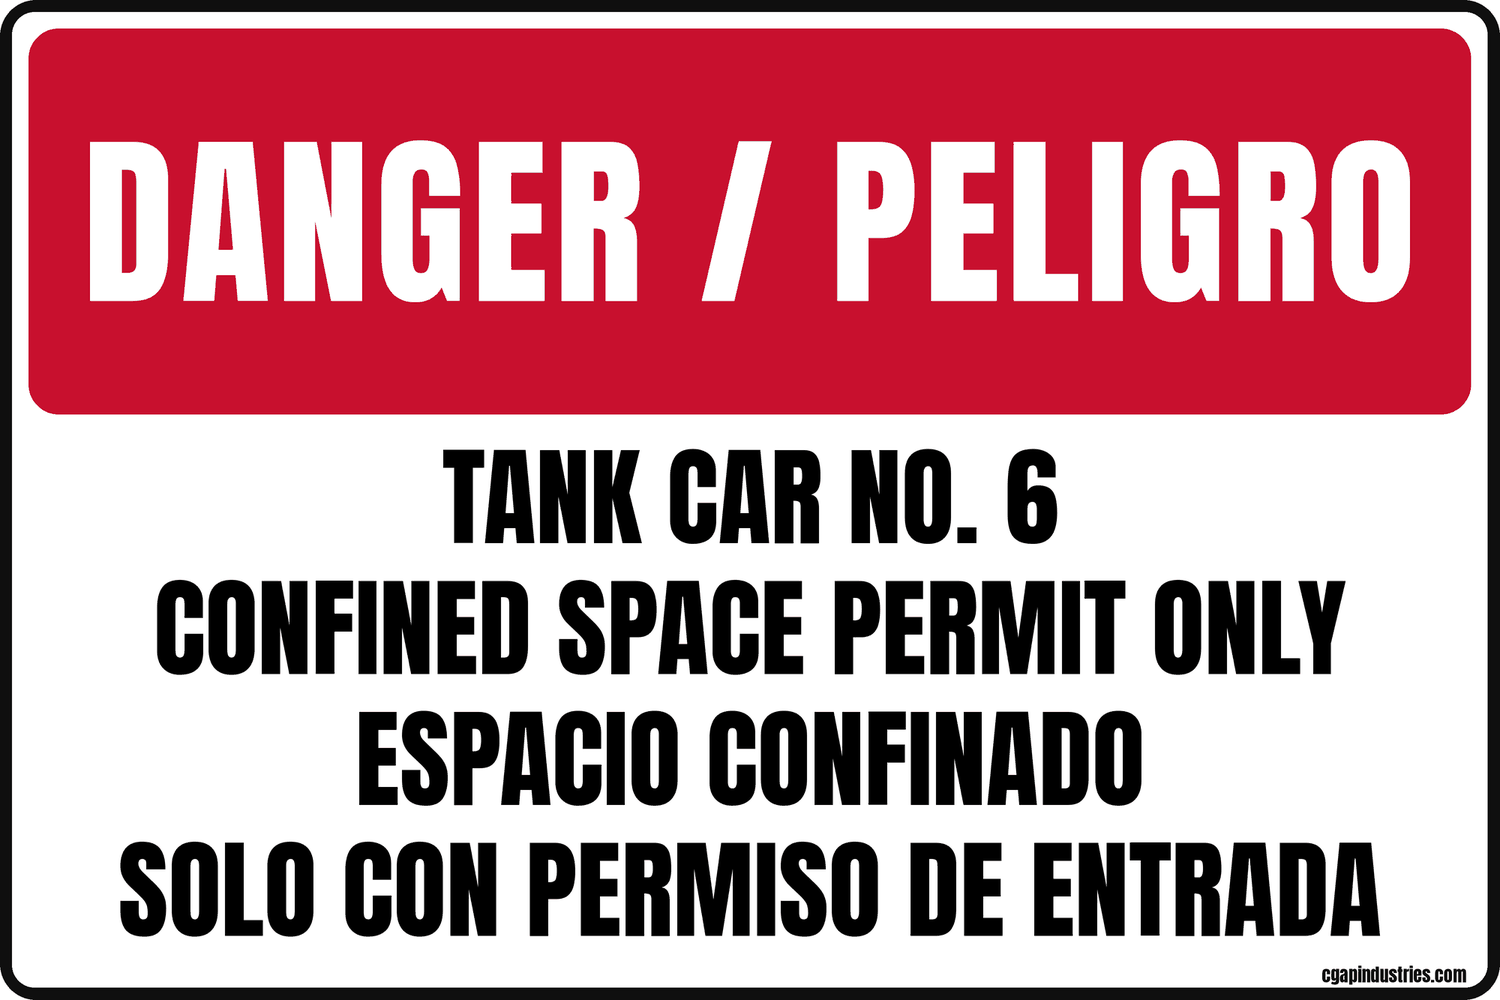 DANGER / PELIGRO
TANK CAR NO. 6
CONFINED SPACE PERMIT ONLY
ESPACIO CONFINADO
SOLO CON PERMISO DE ENTRADA
cgapindustries.com